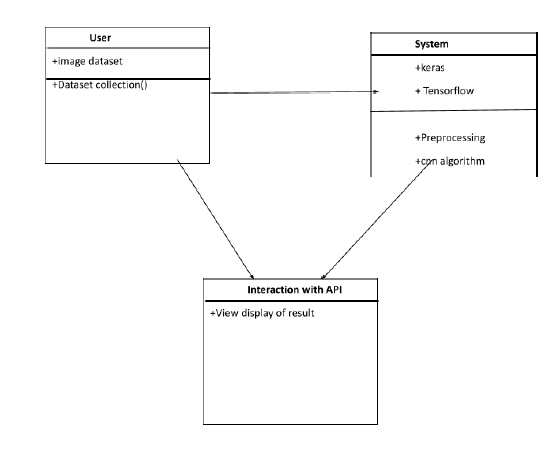 User
+image dataset
+Dataset collection()
System
+keras
+ Tensorflow
+Preprocessing
+cnn algorithm
Interaction with API
+View display of result